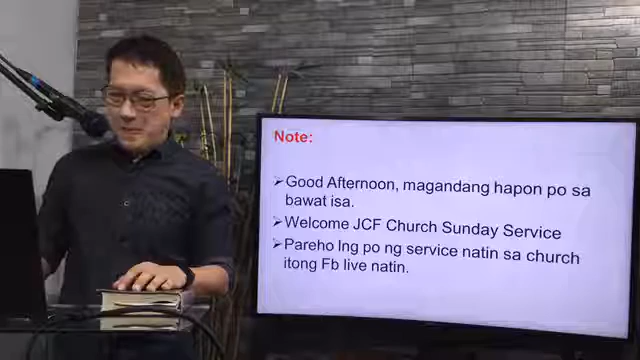 Note:
➢Good Afternoon, magandang hapon po sa
bawat isa.
➢Welcome JCF Church Sunday Service
➢Pareho lng po ng service natin sa church
itong Fb live natin.